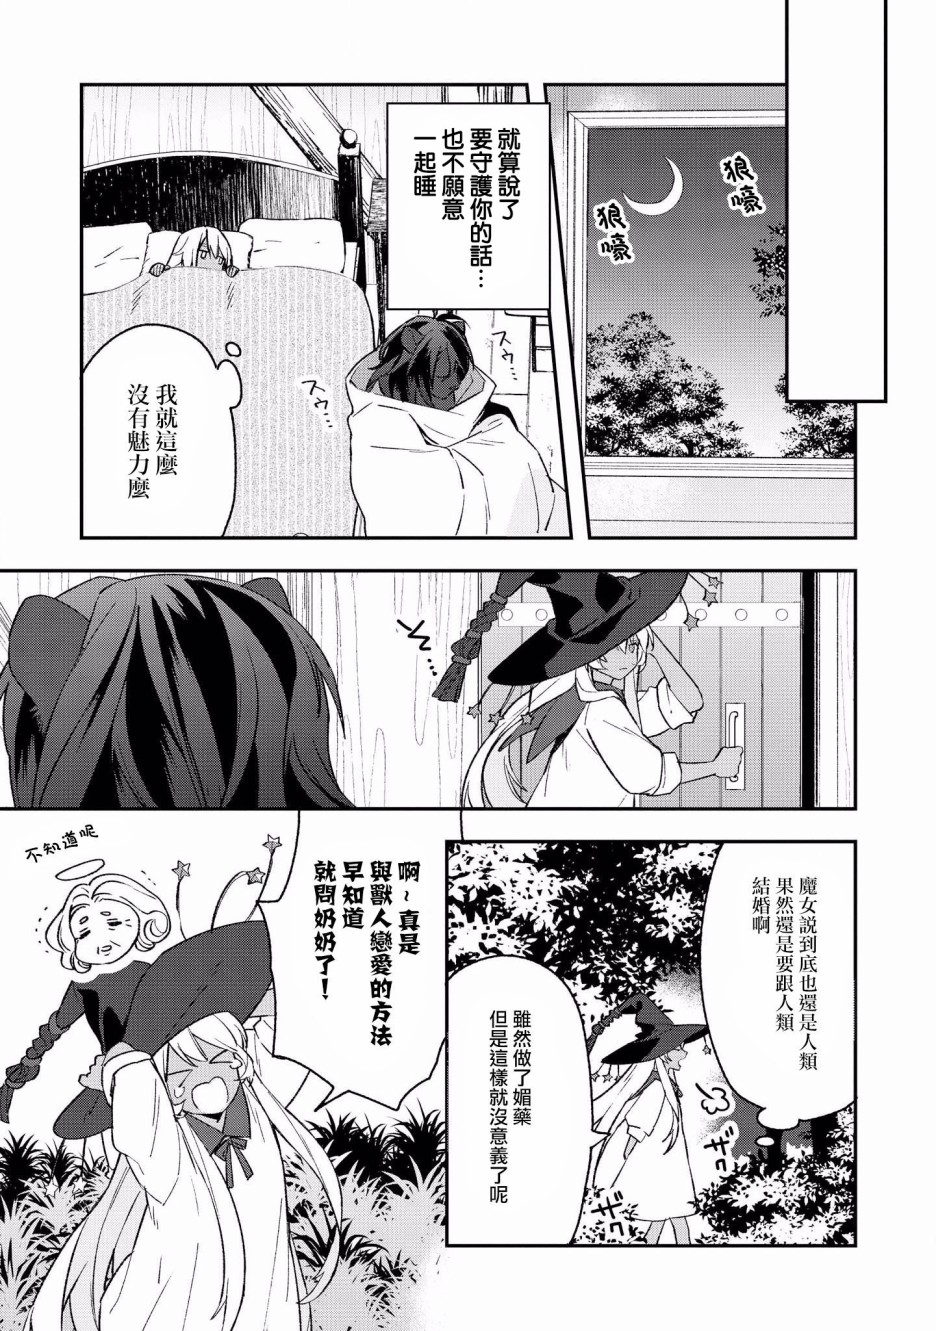 狼嚎
狼嚎
就算說了
要守護你的話…
也不願意
一起睡
スゥ…
スゥ…
我就這麼
沒有魅力麼
魔女說到底也還是人類
果然還是要跟人類
結婚啊
雖然做了媚藥
但是這樣就沒意義了呢
ザク
ザク
啊~真是
與獸人戀愛的方法
早知道
就問奶奶了!
不知道呢